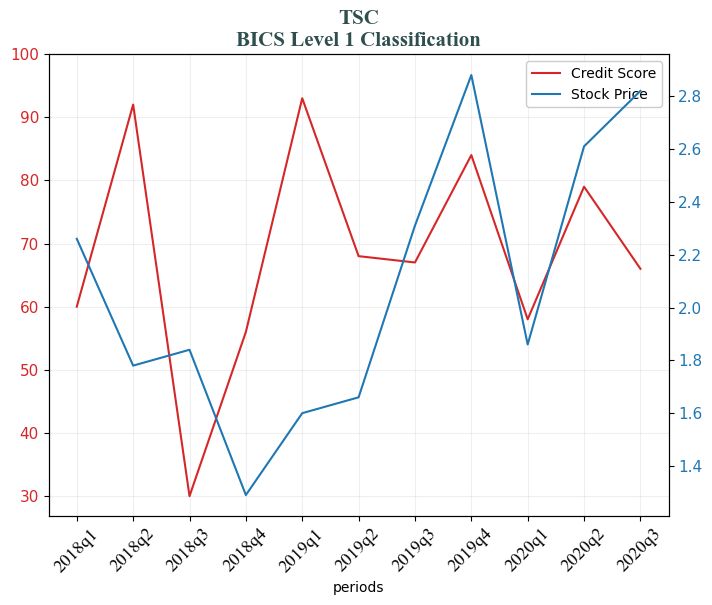 TSC
BICS Level 1 Classification
Credit Score
Stock Price
100
90
80
70
60
50
40
30
2.8
2.6
2.4
2.2
2.0
1.8
1.6
1.4
2018q1
2018q2
2018q3
2018q4
2019q1
2019q2
2019q3
2019q4
2020q1
2020q2
2020q3
periods